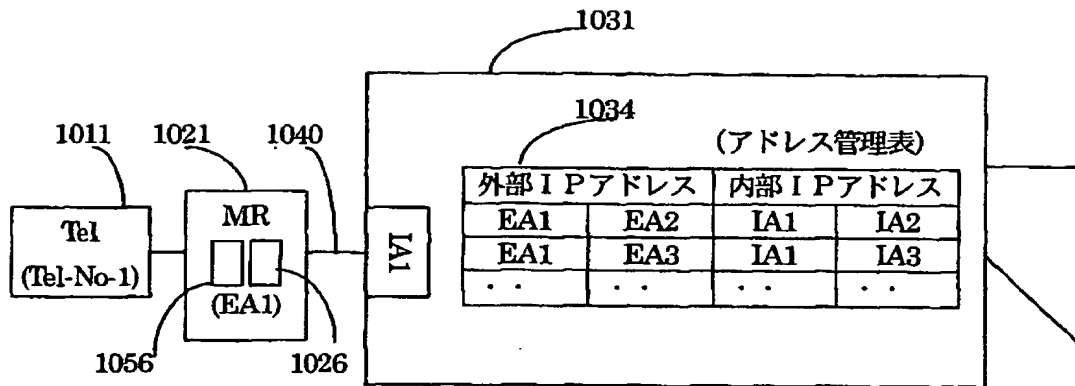 1031
1034
1011
1021
1040
(アドレス管理表)
外部ＩＰアドレス 内部ＩＰアドレス
EA1 EA2 IA1 IA2
EA1 EA3 IA1 IA3
・・ ・・ ・・ ・・
Tel
(Tel-No-1)
MR
(EA1)
IA1
1056
1026